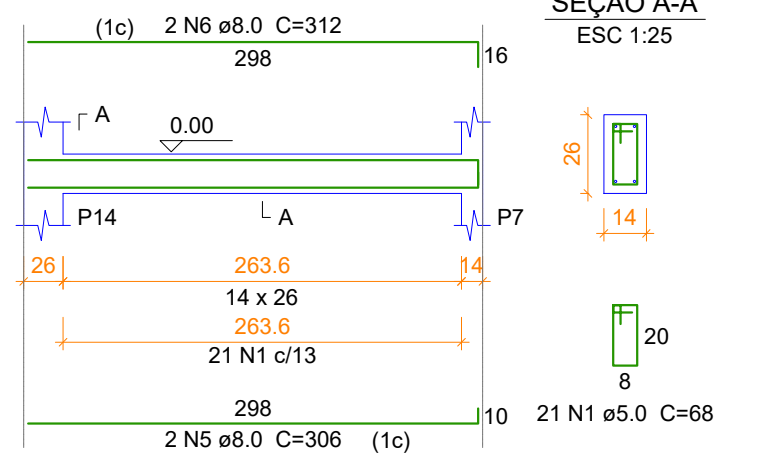 (1c) 2 N6 ø8.0 C=312
298
16
A
0.00
P14
A
P7
26
263.6
14
14 x 26
263.6
21 N1 c/13
298
10
2 N5 ø8.0 C=306 (1c)
SEÇÃO A-A
ESC 1:25
26
14
20
8
21 N1 ø5.0 C=68